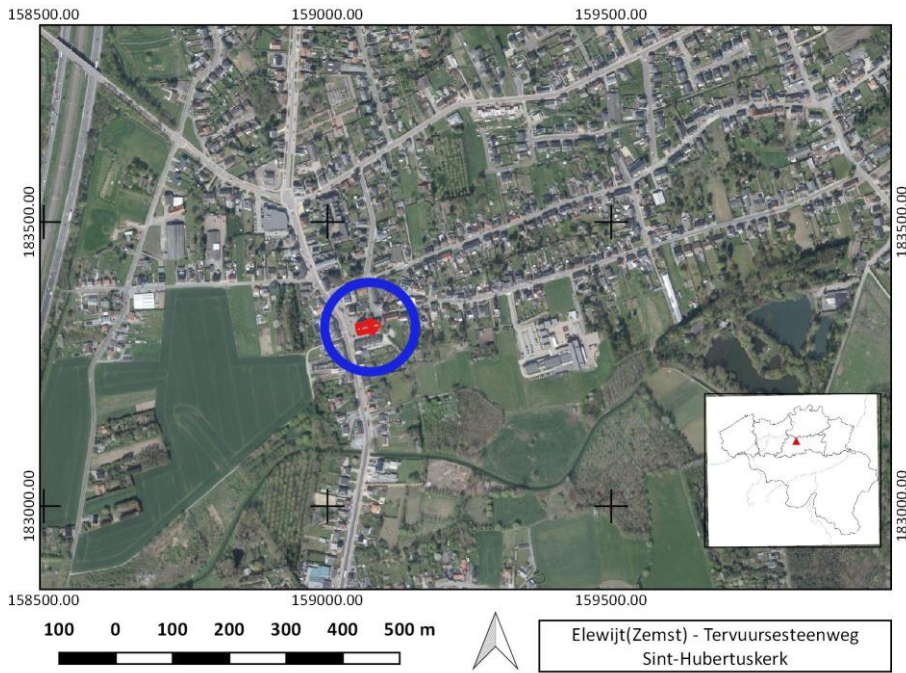 158500.00 159000.00 159500.00
183500.00 183500.00
183000.00 183000.00
158500.00 159000.00 159500.00
100 0 100 200 300 400 500 m
Elewijt(Zemst) - Tervuursesteenweg
Sint-Hubertuskerk